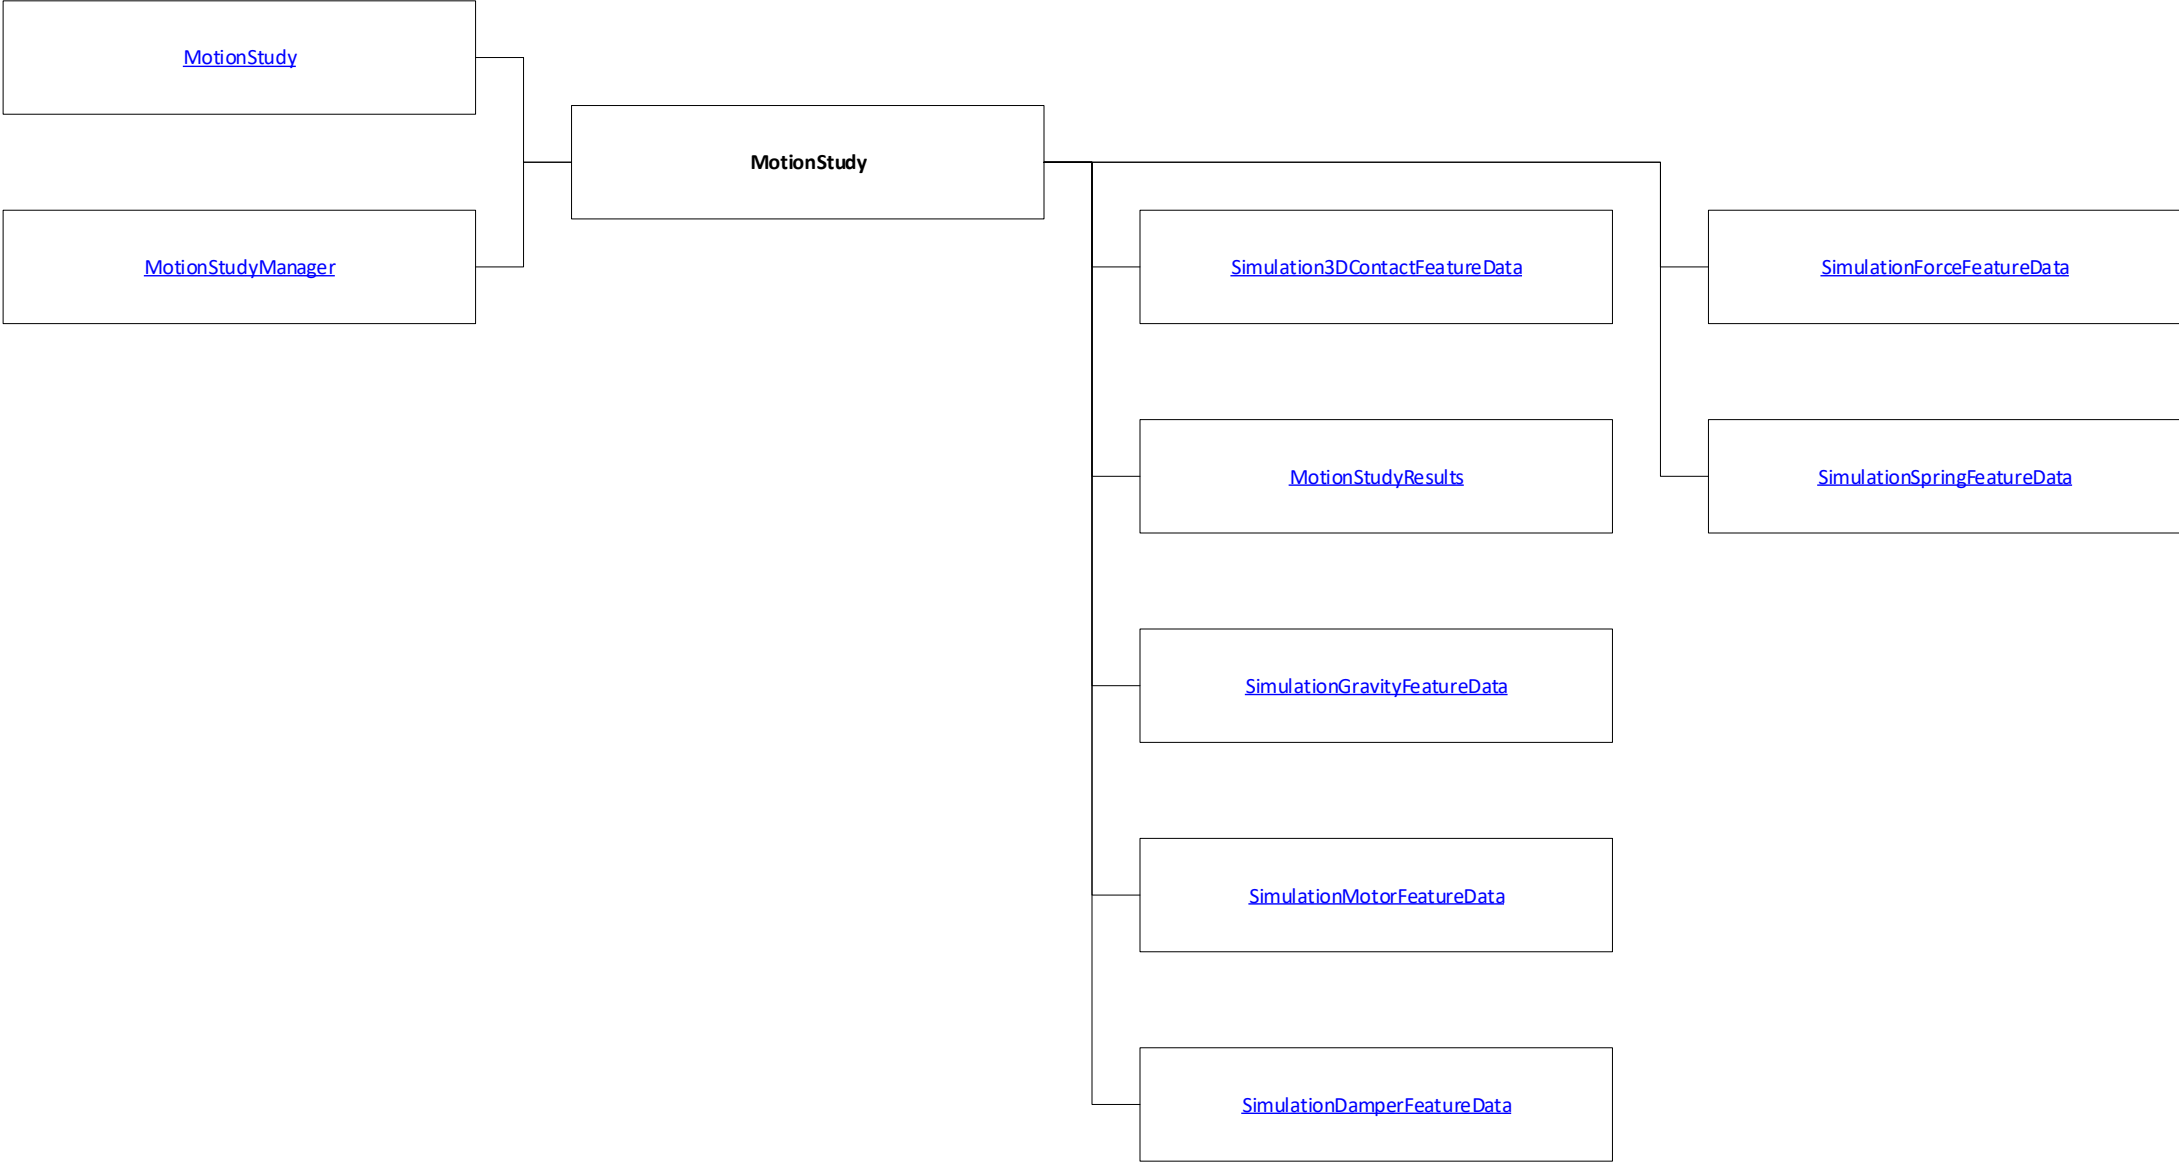 MotionStudy
MotionStudy
MotionStudyManager
Simulation3DContactFeatureData
SimulationForceFeatureData
MotionStudyResults
SimulationSpringFeatureData
SimulationGravityFeatureData
SimulationMotorFeatureData
SimulationDamperFeatureData